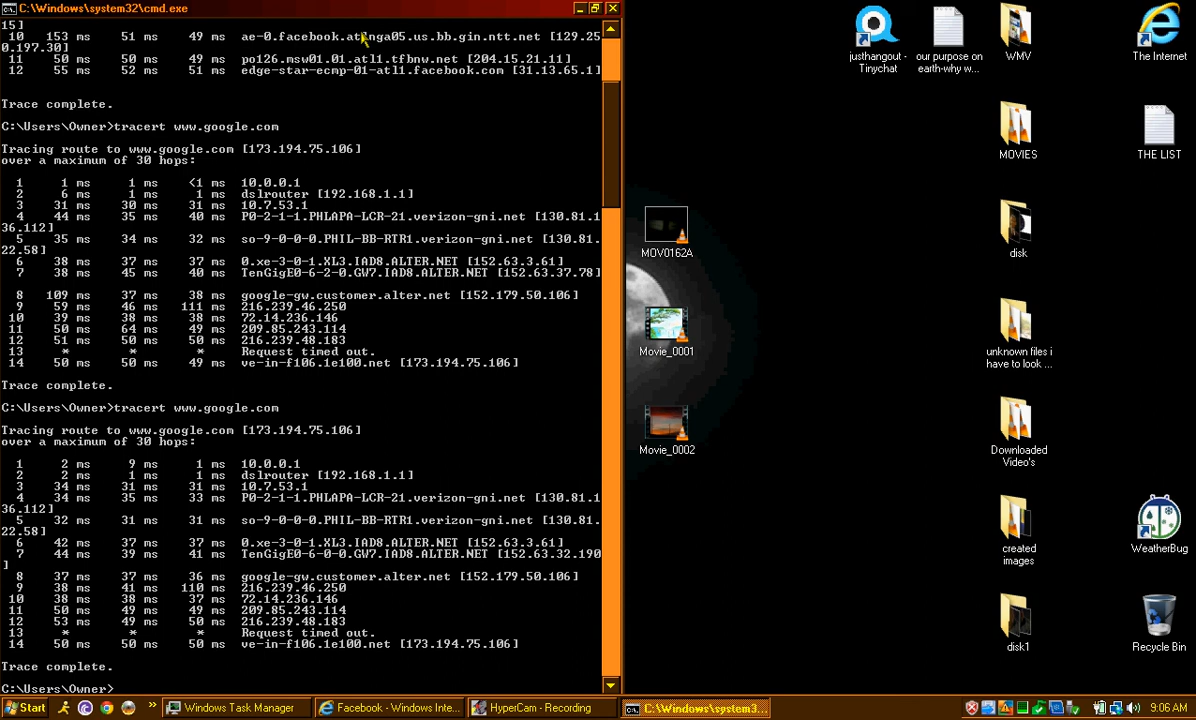 C:\Windows\system32\cmd.exe
15]
10 153 ms 51 ms 49 ms ae-0.facebook.atlnga05.us.bb.gin.ntt.net [129.25
0.197.30]
11 50 ms 50 ms 49 ms po126.msw01.01.atl1.tfbnw.net [204.15.21.11]
12 55 ms 52 ms 51 ms edge-star-ecmp-01-atl1.facebook.com [31.13.65.1]
Trace complete.
C:\Users\Owner>tracert www.google.com
Tracing route to www.google.com [173.194.75.106]
over a maximum of 30 hops:
1 1 ms 1 ms <1 ms 10.0.0.1
2 6 ms 1 ms 1 ms dslrouter [192.168.1.1]
3 31 ms 30 ms 31 ms 10.7.53.1
4 44 ms 35 ms 40 ms P0-2-1-1.PHLAPA-LCR-21.verizon-gni.net [130.81.1
36.112]
5 35 ms 34 ms 32 ms so-9-0-0-0.PHIL-BB-RTR1.verizon-gni.net [130.81.
22.58]
6 38 ms 37 ms 37 ms 0.xe-3-0-1.XL3.IAD8.ALTER.NET [152.63.3.61]
7 38 ms 45 ms 40 ms TenGigE0-6-2-0.GW7.IAD8.ALTER.NET [152.63.37.78]
8 109 ms 37 ms 38 ms google-gw.customer.alter.net [152.179.50.106]
9 59 ms 46 ms 111 ms 216.239.46.250
10 39 ms 38 ms 38 ms 72.14.236.146
11 50 ms 64 ms 49 ms 209.85.243.114
12 51 ms 50 ms 50 ms 216.239.48.183
13 * * * Request timed out.
14 50 ms 50 ms 49 ms ve-in-f106.1e100.net [173.194.75.106]
Trace complete.
C:\Users\Owner>tracert www.google.com
Tracing route to www.google.com [173.194.75.106]
over a maximum of 30 hops:
1 2 ms 9 ms 1 ms 10.0.0.1
2 2 ms 1 ms 1 ms dslrouter [192.168.1.1]
3 34 ms 31 ms 31 ms 10.7.53.1
4 34 ms 35 ms 33 ms P0-2-1-1.PHLAPA-LCR-21.verizon-gni.net [130.81.1
36.112]
5 32 ms 31 ms 31 ms so-9-0-0-0.PHIL-BB-RTR1.verizon-gni.net [130.81.
22.58]
6 42 ms 37 ms 37 ms 0.xe-3-0-1.XL3.IAD8.ALTER.NET [152.63.3.61]
7 44 ms 39 ms 41 ms TenGigE0-6-0-0.GW7.IAD8.ALTER.NET [152.63.32.190
]
8 37 ms 37 ms 36 ms google-gw.customer.alter.net [152.179.50.106]
9 38 ms 41 ms 110 ms 216.239.46.250
10 38 ms 38 ms 37 ms 72.14.236.146
11 50 ms 49 ms 49 ms 209.85.243.114
12 53 ms 49 ms 50 ms 216.239.48.183
13 * * * Request timed out.
14 50 ms 50 ms 50 ms ve-in-f106.1e100.net [173.194.75.106]
Trace complete.
C:\Users\Owner>
justhangout -
Tinychat
our purpose on
earth-why w...
WMV
The Internet
MOVIES
THE LIST
MOV0162A
disk
Movie_0001
unknown files i
have to look ...
Movie_0002
Downloaded
Video's
created
images
WeatherBug
disk1
Recycle Bin
Start
Windows Task Manager
Facebook - Windows Inte...
HyperCam - Recording
C:\Windows\system3...
9:06 AM